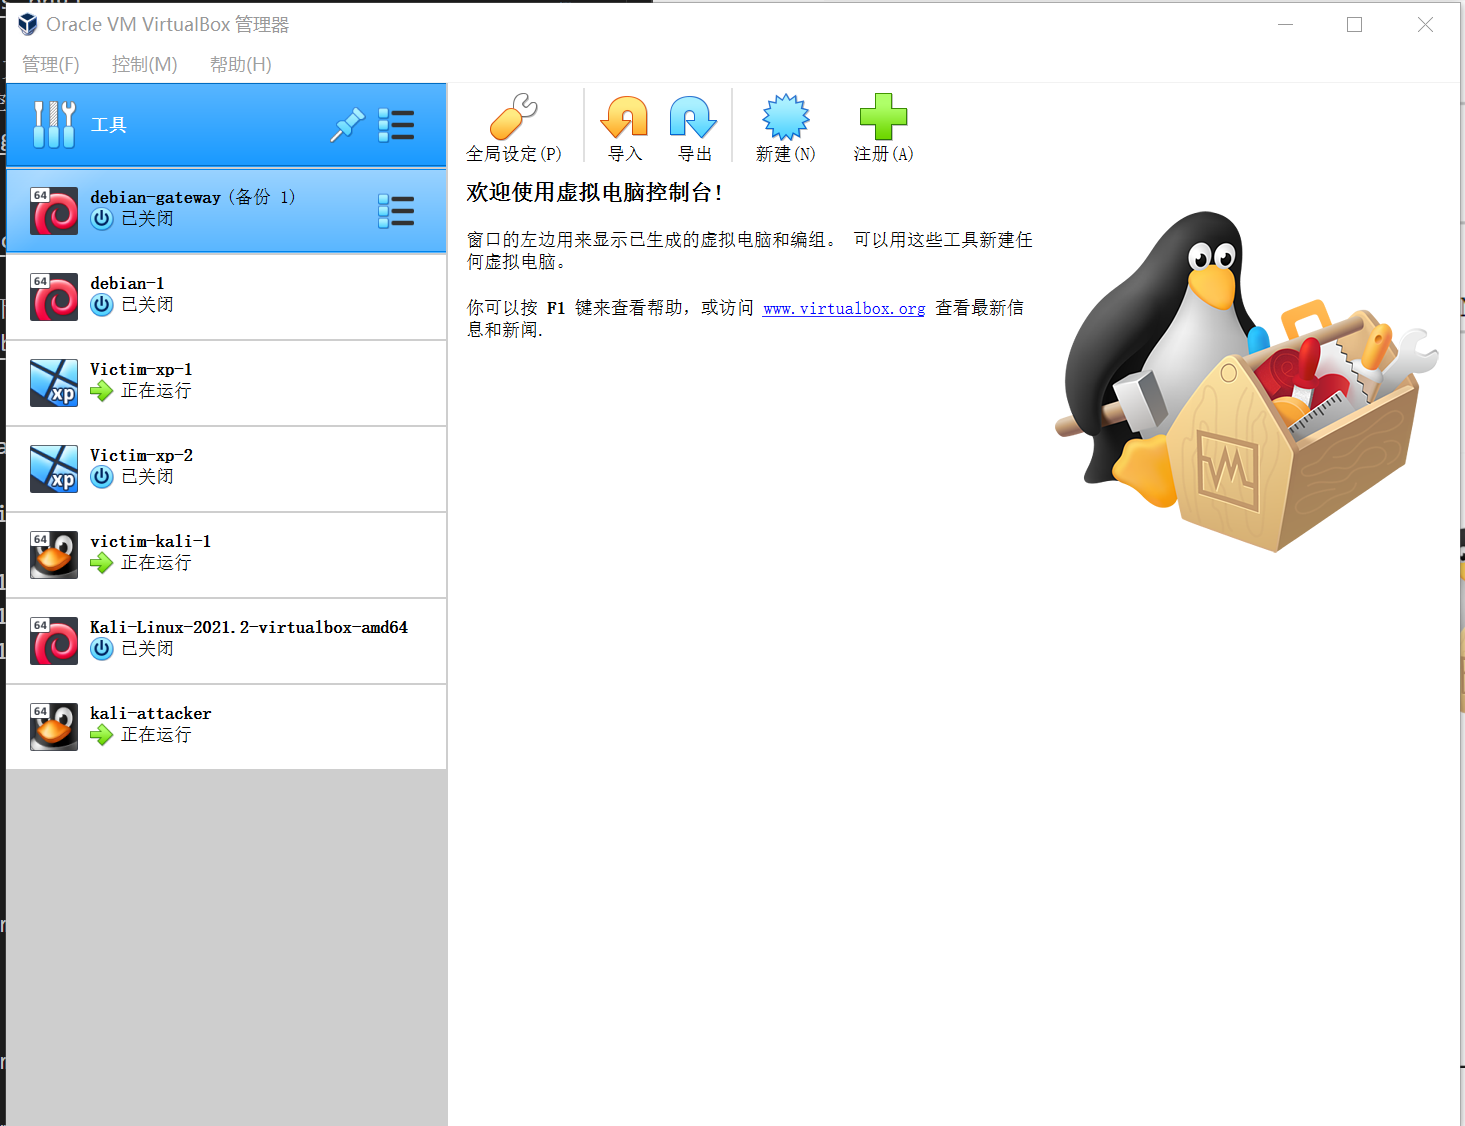 Oracle VM VirtualBox 管理器
管理(F) 控制(M) 帮助(H)
工具
全局设定(P) 导入 导出 新建(N) 注册(A)
64
debian-gateway (备份 1)
已关闭
64
debian-1
已关闭
xp
Victim-xp-1
正在运行
xp
Victim-xp-2
已关闭
64
victim-kali-1
正在运行
64
Kali-Linux-2021.2-virtualbox-amd64
已关闭
64
kali-attacker
正在运行
欢迎使用虚拟电脑控制台!
窗口的左边用来显示已生成的虚拟电脑和编组。 可以用这些工具新建任
何虚拟电脑。
你可以按 F1 键来查看帮助，或访问 www.virtualbox.org 查看最新信
息和新闻.